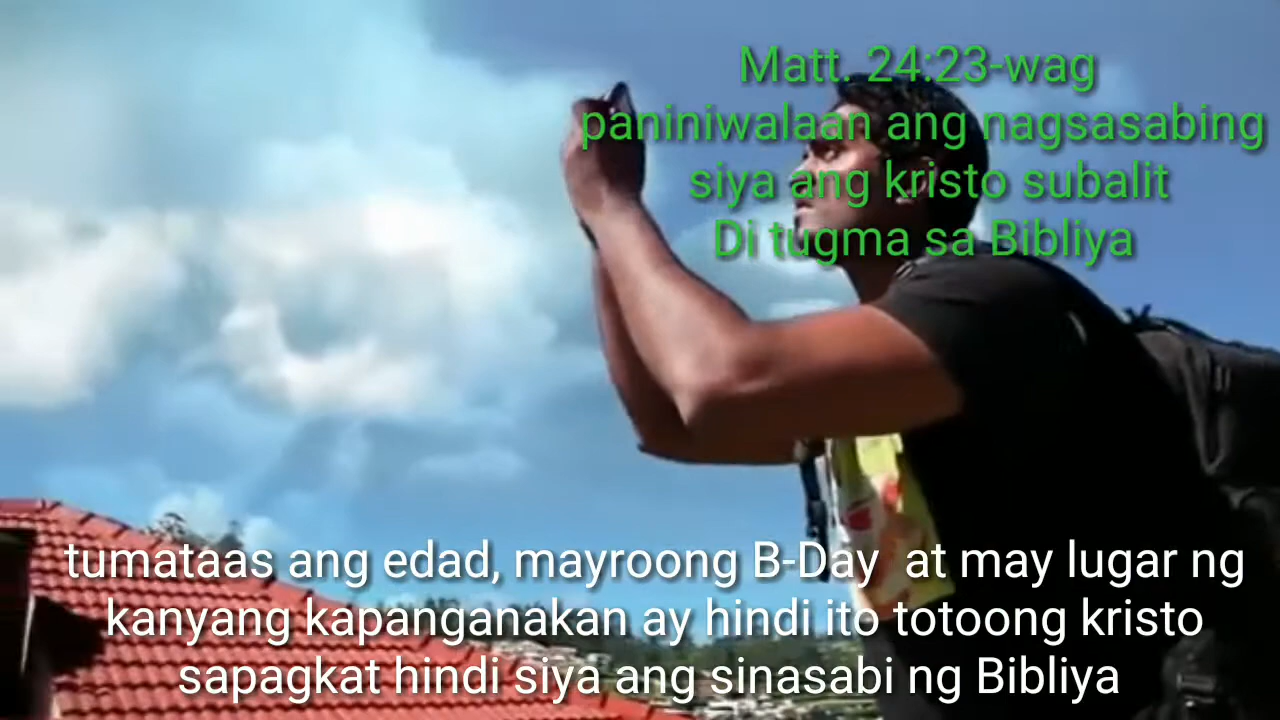 Matt. 24:23-wag
paniniwalaan ang nagsasabing
siya ang kristo subalit
Di tugma sa Bibliya
tumataas ang edad, mayroong B-Day  at may lugar ng
kanyang kapanganakan ay hindi ito totoong kristo
sapagkat hindi siya ang sinasabi ng Bibliya